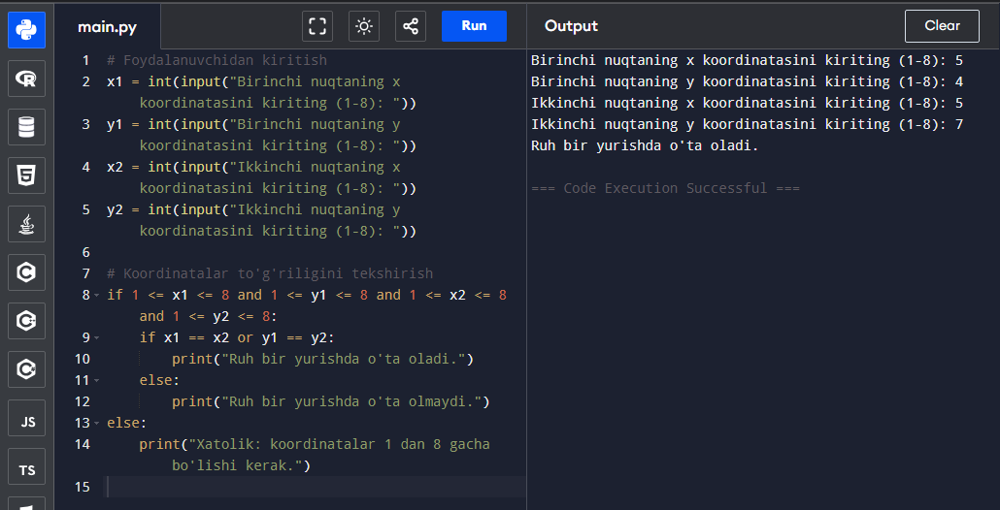 main.py
Run
Output
Clear
1 # Foydalanuvchidan kiritish
2 x1 = int(input("Birinchi nuqtaning x
koordinatasini kiriting (1-8): "))
3 y1 = int(input("Birinchi nuqtaning y
koordinatasini kiriting (1-8): "))
4 x2 = int(input("Ikkinchi nuqtaning x
koordinatasini kiriting (1-8): "))
5 y2 = int(input("Ikkinchi nuqtaning y
koordinatasini kiriting (1-8): "))
6
7 # Koordinatalar to'g'riligini tekshirish
8 if 1 <= x1 <= 8 and 1 <= y1 <= 8 and 1 <= x2 <= 8
and 1 <= y2 <= 8:
9 if x1 == x2 or y1 == y2:
10 print("Ruh bir yurishda o'ta oladi.")
11 else:
12 print("Ruh bir yurishda o'ta olmaydi.")
13 else:
14 print("Xatolik: koordinatalar 1 dan 8 gacha
bo'lishi kerak.")
15
Birinchi nuqtaning x koordinatasini kiriting (1-8): 5
Birinchi nuqtaning y koordinatasini kiriting (1-8): 4
Ikkinchi nuqtaning x koordinatasini kiriting (1-8): 5
Ikkinchi nuqtaning y koordinatasini kiriting (1-8): 7
Ruh bir yurishda o'ta oladi.
=== Code Execution Successful ===
R
5
C
C
C
JS
TS